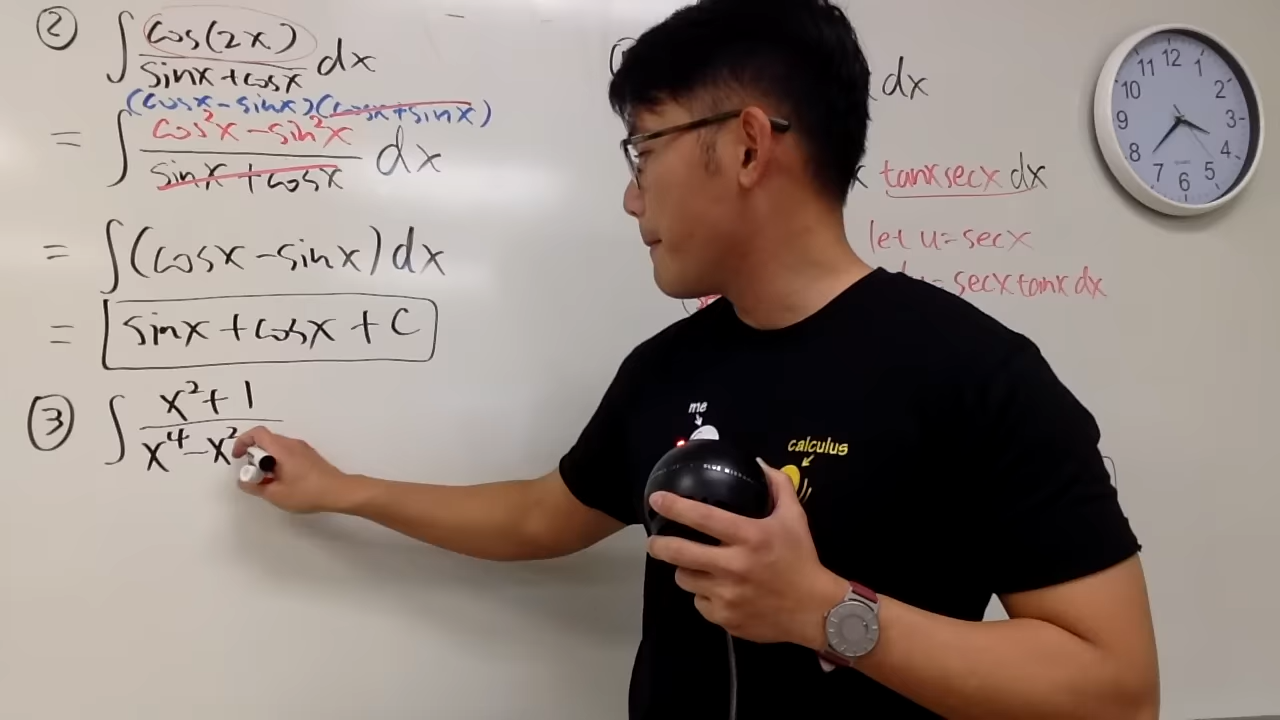 ② ∫ cos(2x) / sinx + cosx dx
(cosx - sinx)(cosx + sinx)
= ∫ cos²x - sin²x / sinx + cosx dx
= ∫ (cosx - sinx) dx
= sinx + cosx + C
③ ∫ x² + 1 / x⁴ - x²
dx
tanx secx dx
let u = secx
= secx tanx dx
me
calculus
12
1
2
3
4
5
6
7
8
9
10
11